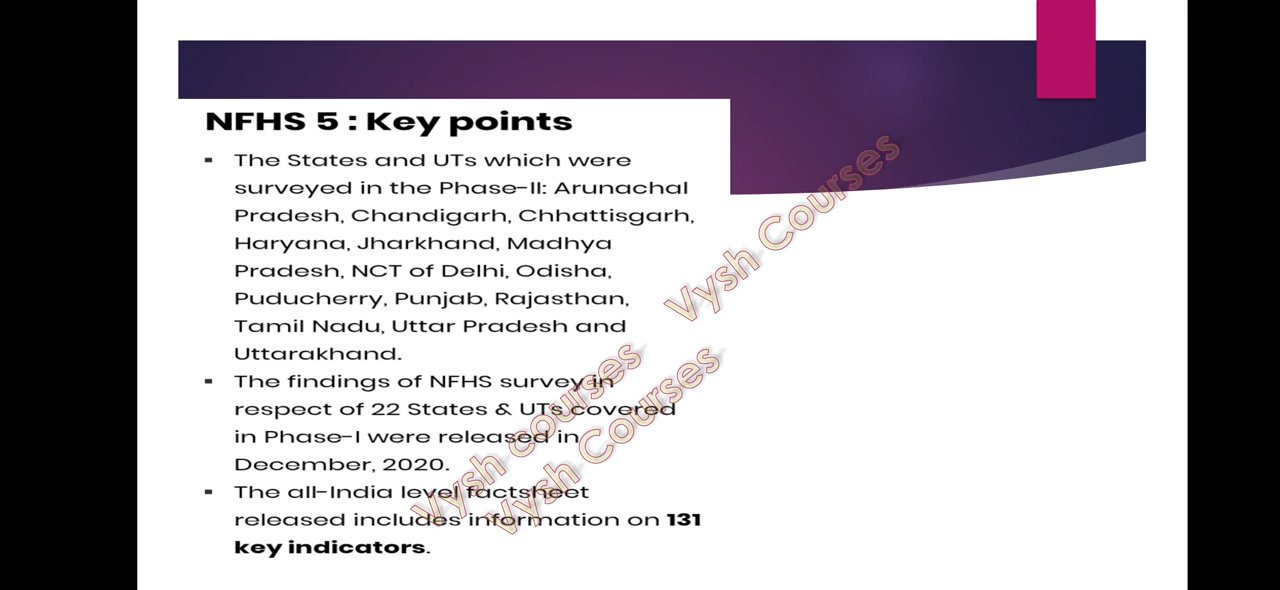 NFHS 5 : Key points
▪ The States and UTs which were
surveyed in the Phase-II: Arunachal
Pradesh, Chandigarh, Chhattisgarh,
Haryana, Jharkhand, Madhya
Pradesh, NCT of Delhi, Odisha,
Puducherry, Punjab, Rajasthan,
Tamil Nadu, Uttar Pradesh and
Uttarakhand.
▪ The findings of NFHS survey in
respect of 22 States & UTs covered
in Phase-I were released in
December, 2020.
▪ The all-India level factsheet
released includes information on 131
key indicators.
Vysh Courses
Vysh courses
Vysh Courses